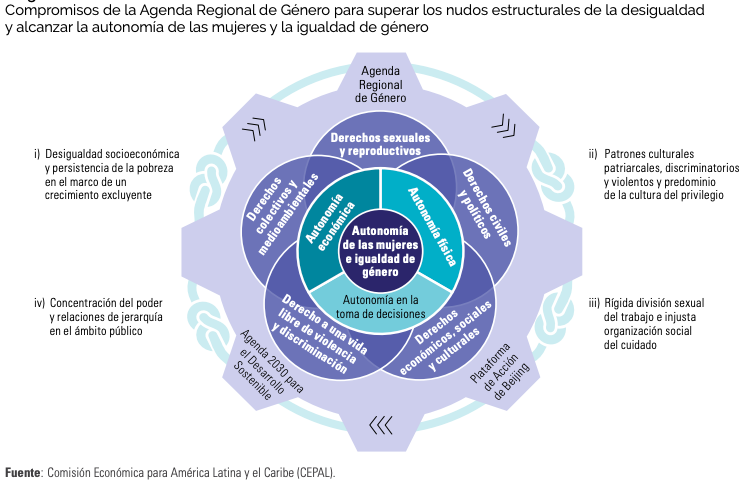 Compromisos de la Agenda Regional de Género para superar los nudos estructurales de la desigualdad
y alcanzar la autonomía de las mujeres y la igualdad de género
Agenda
Regional
de Género
i) Desigualdad socioeconómica
y persistencia de la pobreza
en el marco de un
crecimiento excluyente
ii) Patrones culturales
patriarcales, discriminatorios
y violentos y predominio
de la cultura del privilegio
Derechos sexuales
y reproductivos
Derechos
colectivos y
medioambientales
Derechos civiles
y políticos
Autonomía
económica
Autonomía física
Autonomía
de las mujeres
e igualdad de
género
Autonomía en la
toma de decisiones
iv) Concentración del poder
y relaciones de jerarquía
en el ámbito público
iii) Rígida división sexual
del trabajo e injusta
organización social
del cuidado
Derecho a una vida
libre de violencia
y discriminación
Derechos
económicos, sociales
y culturales
Agenda 2030 para
el Desarrollo
Sostenible
Plataforma
de Acción
de Beijing
Fuente: Comisión Económica para América Latina y el Caribe (CEPAL).